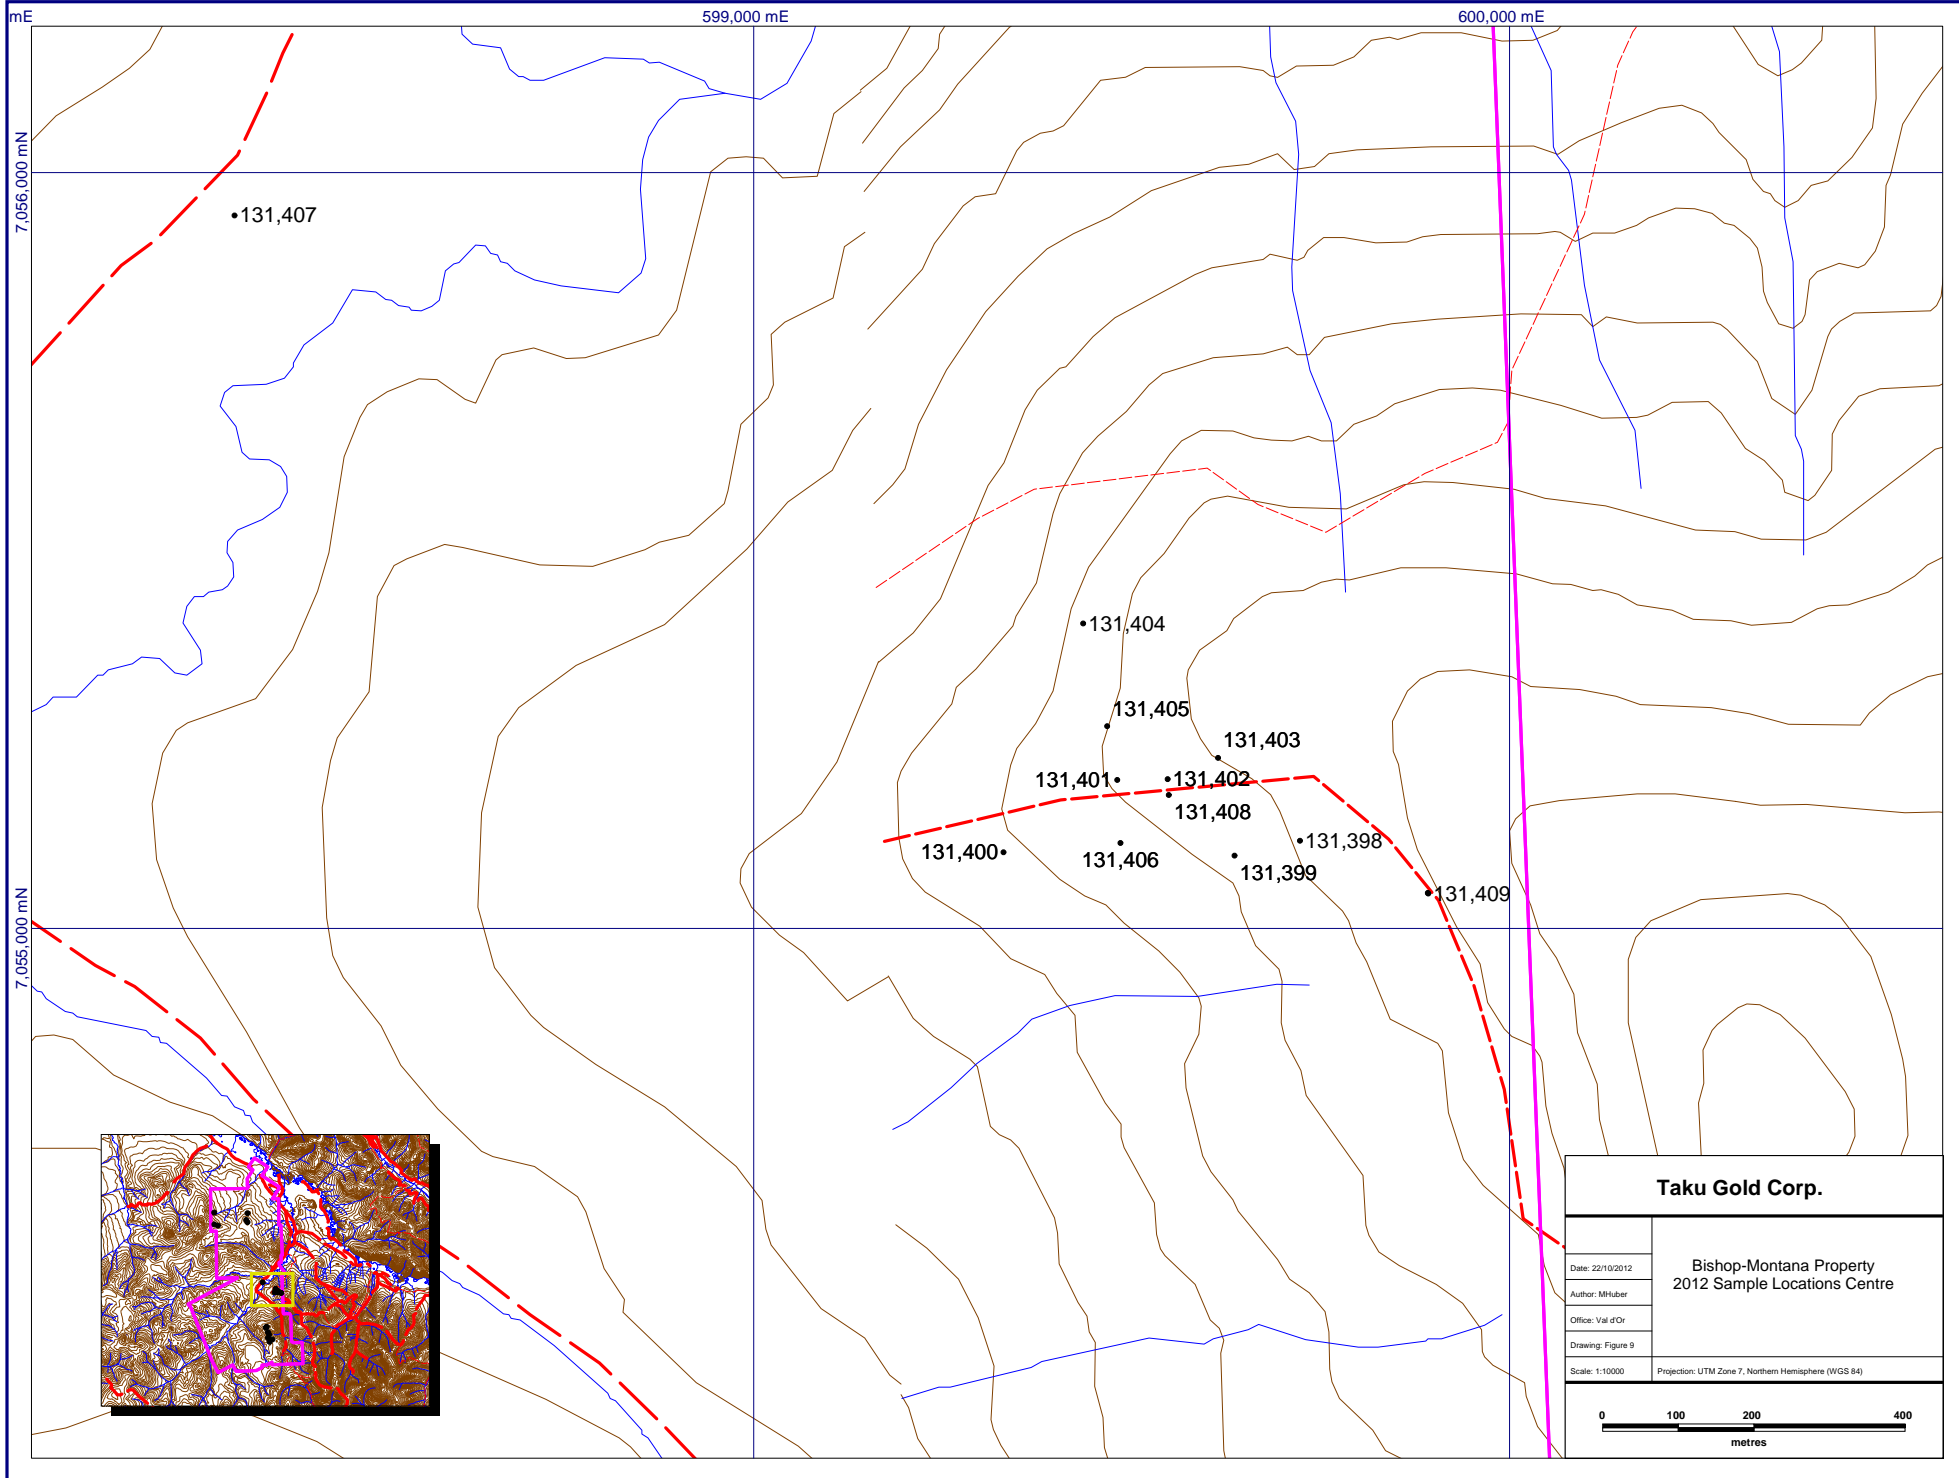 mE
599,000 mE
600,000 mE
7,056,000 mN
131,407
131,404
131,405
131,403
131,401
131,402
131,408
131,398
131,400
131,406
131,399
131,409
7,055,000 mN
Taku Gold Corp.
Bishop-Montana Property
2012 Sample Locations Centre
Date: 22/10/2012
Author: MHuber
Office: Val d'Or
Drawing: Figure 9
Scale: 1:10000
Projection: UTM Zone 7, Northern Hemisphere (WGS 84)
0 100 200 400
metres